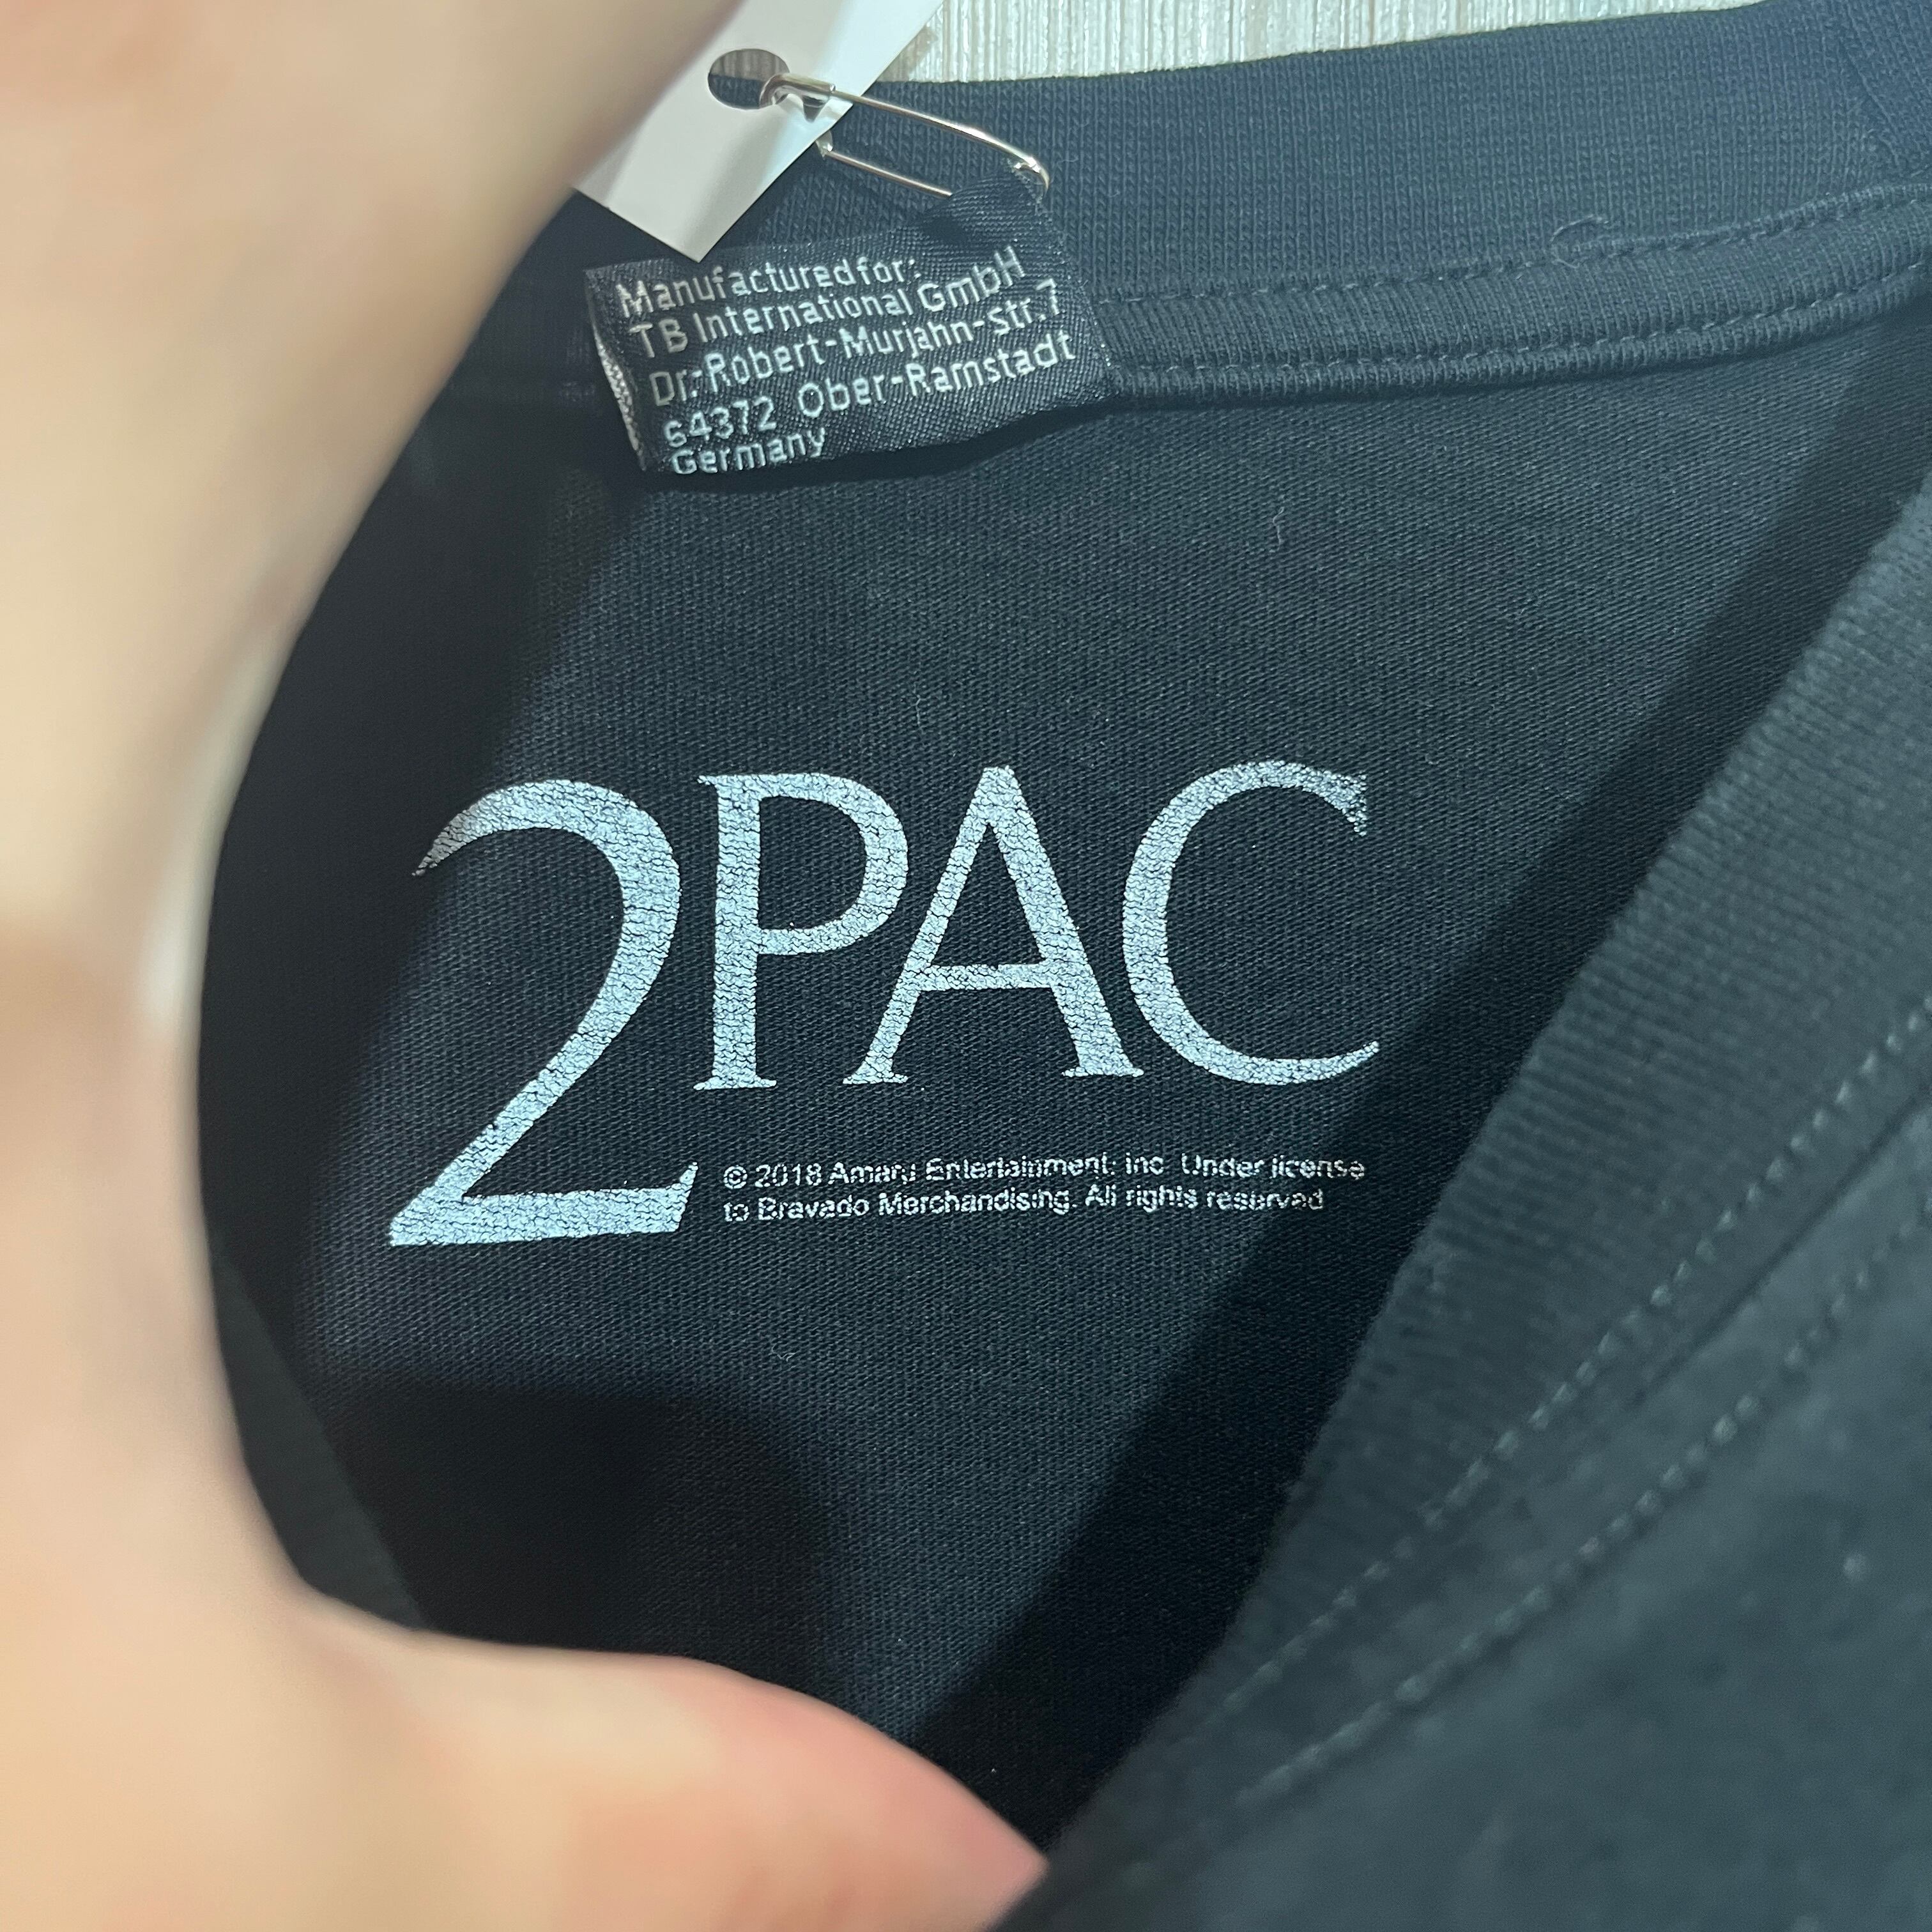 Manufactured for:
TB International GmbH
Dr.-Robert-Murjahn-str.7
64372 Ober-Ramstadt
Germany
2PAC
© 2018 Amaru Entertainment, Inc. Under license
to Bravado Merchandising. All rights reserved